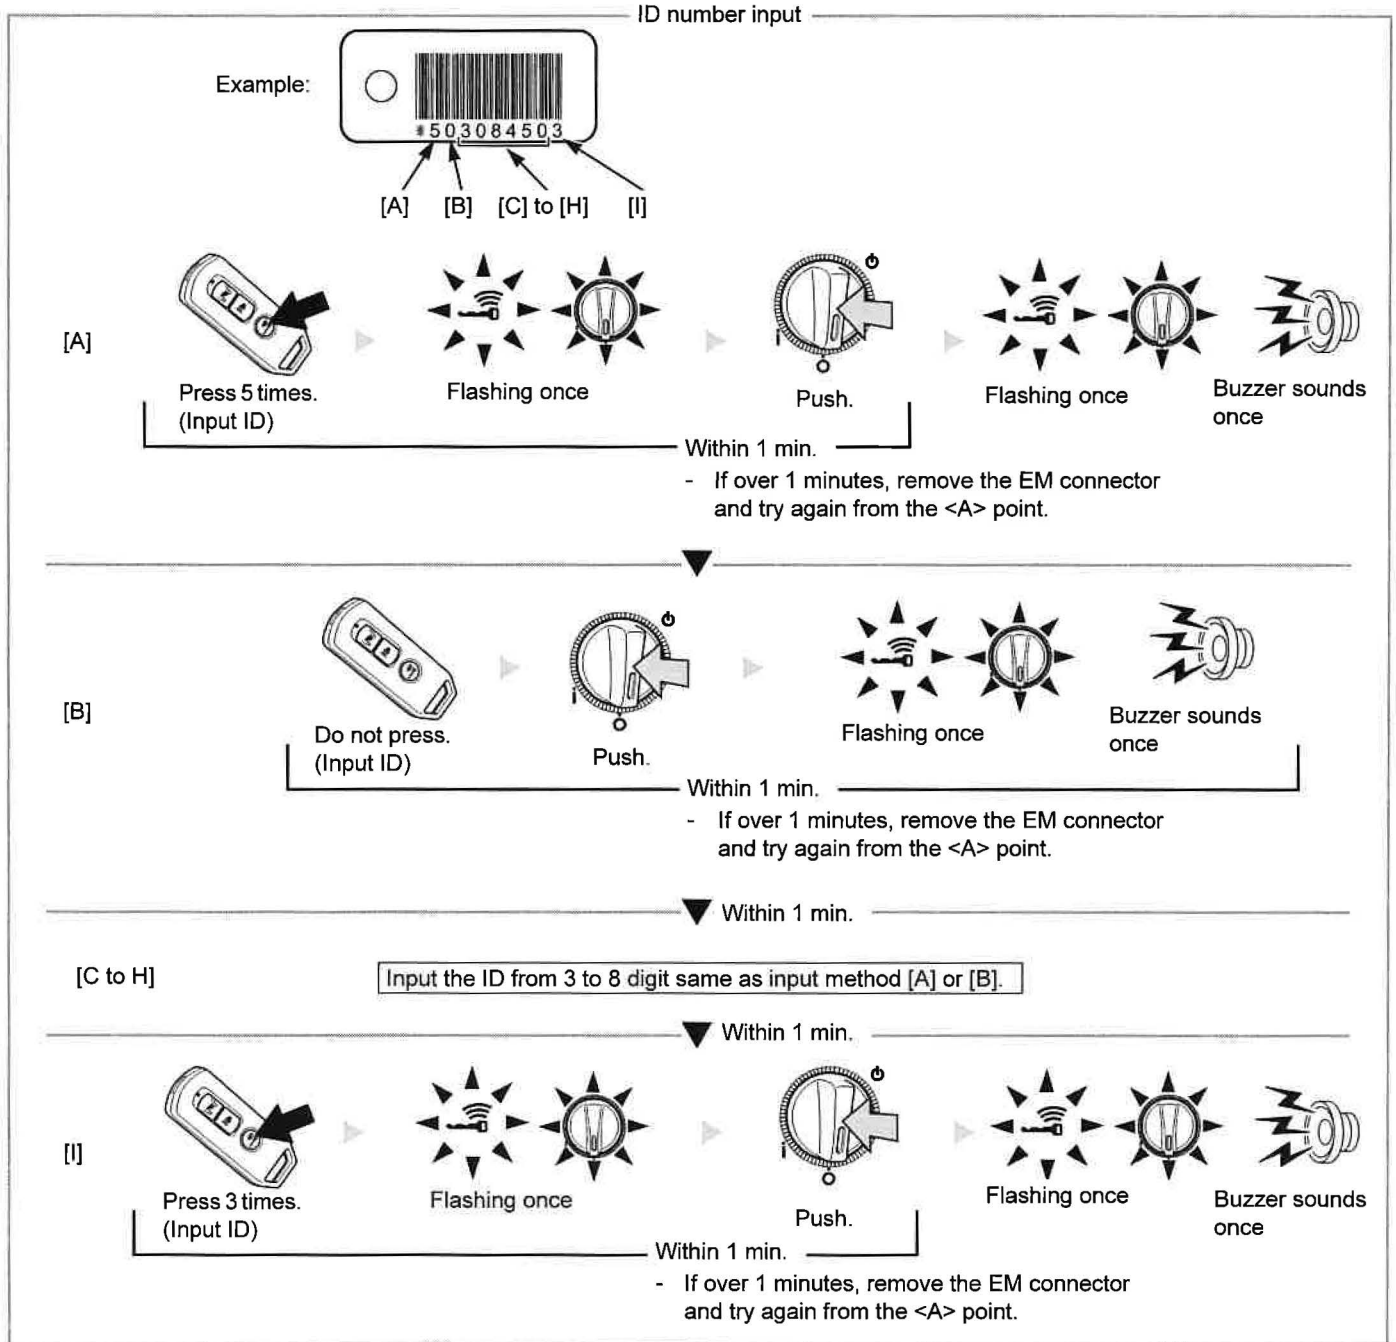 ID number input
Example:
*503084503
[A] [B] [C] to [H] [I]
[A]
Press 5 times.
(Input ID)
Flashing once
Push.
Flashing once
Buzzer sounds
once
Within 1 min.
- If over 1 minutes, remove the EM connector
and try again from the <A> point.
[B]
Do not press.
(Input ID)
Push.
Flashing once
Buzzer sounds
once
Within 1 min.
- If over 1 minutes, remove the EM connector
and try again from the <A> point.
Within 1 min.
[C to H]
Input the ID from 3 to 8 digit same as input method [A] or [B].
Within 1 min.
[I]
Press 3 times.
(Input ID)
Flashing once
Push.
Flashing once
Buzzer sounds
once
Within 1 min.
- If over 1 minutes, remove the EM connector
and try again from the <A> point.